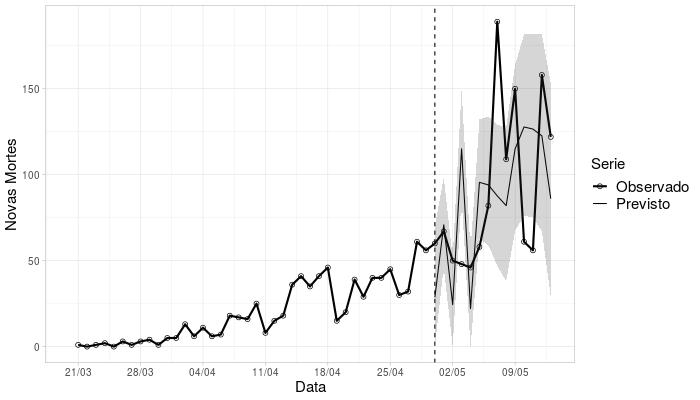 150
100
50
0
Novas Mortes
21/03 28/03 04/04 11/04 18/04 25/04 02/05 09/05
Data
Serie
Observado
Previsto